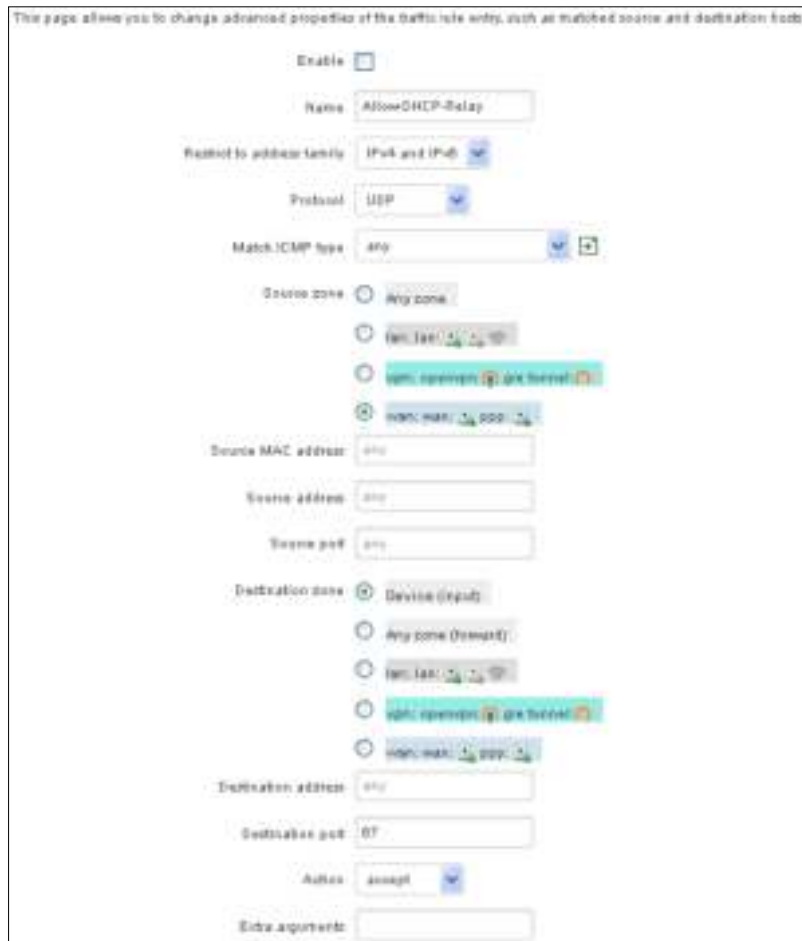 This page allows you to change advanced properties of the traffic rule entry, such as matched source and destination hosts
Enable
Name AllowDHCP-Relay
Restrict to address family IPv4 and IPv6
Protocol UDP
Match ICMP type any
Source zone Any zone
lan: lan:
vpn: openvpn: gre tunnel:
wan: wan: ppp:
Source MAC address any
Source address any
Source port any
Destination zone Device (input)
Any zone (forward)
lan: lan:
vpn: openvpn: gre tunnel:
wan: wan: ppp:
Destination address any
Destination port 67
Action accept
Extra arguments